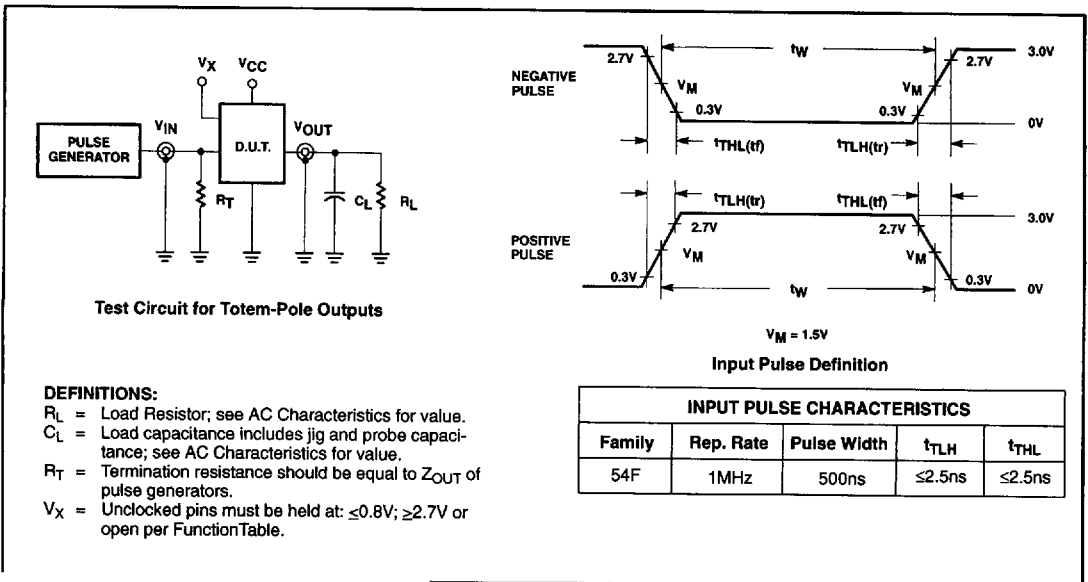 VX VCC
VIN VOUT
PULSE
GENERATOR
D.U.T.
RT CL RL
Test Circuit for Totem-Pole Outputs
NEGATIVE
PULSE
2.7V tW 2.7V 3.0V
VM VM
0.3V 0.3V
0V
tTHL(tf) tTLH(tr)
tTLH(tr) tTHL(tf)
3.0V
POSITIVE
PULSE
2.7V 2.7V
VM VM
0.3V 0.3V
tW 0V
VM = 1.5V
Input Pulse Definition
DEFINITIONS:
RL = Load Resistor; see AC Characteristics for value.
CL = Load capacitance includes jig and probe capaci-
tance; see AC Characteristics for value.
RT = Termination resistance should be equal to ZOUT of
pulse generators.
VX = Unclocked pins must be held at: ≤0.8V; ≥2.7V or
open per FunctionTable.
INPUT PULSE CHARACTERISTICS
Family Rep. Rate Pulse Width tTLH tTHL
54F 1MHz 500ns ≤2.5ns ≤2.5ns